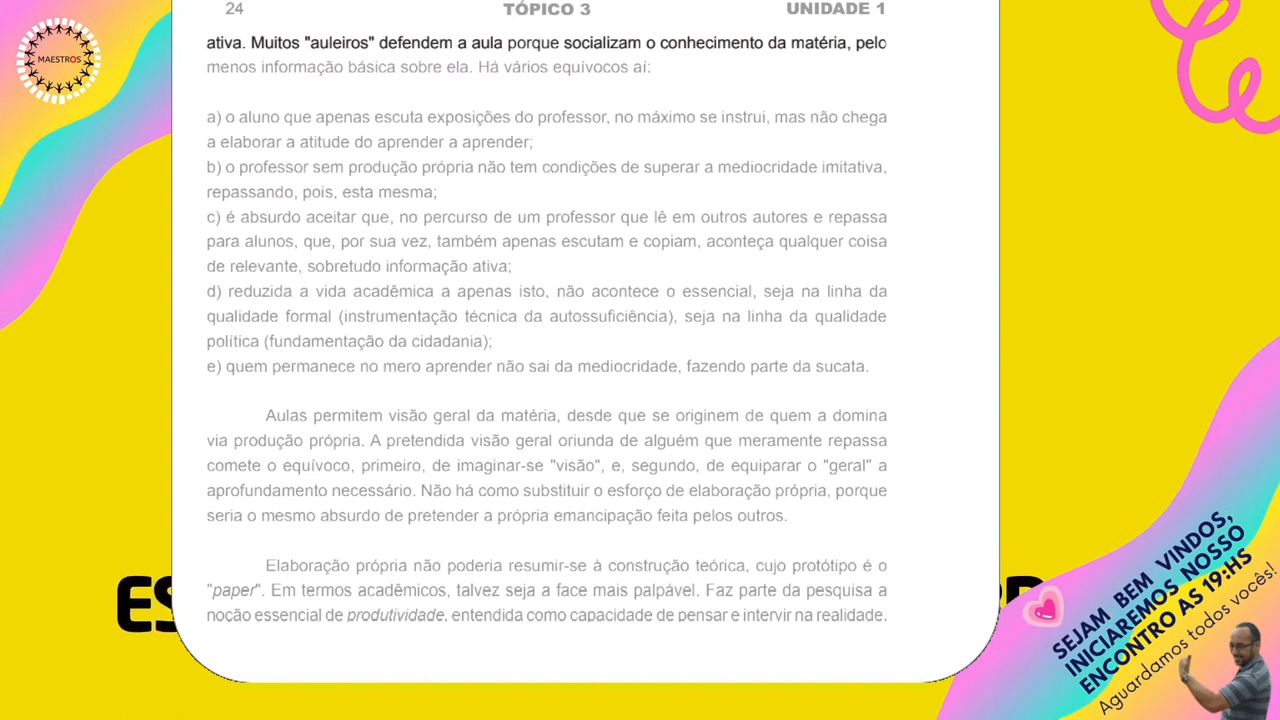 24 TÓPICO 3 UNIDADE 1
ativa. Muitos "auleiros" defendem a aula porque socializam o conhecimento da matéria, pelo
menos informação básica sobre ela. Há vários equívocos aí:
a) o aluno que apenas escuta exposições do professor, no máximo se instrui, mas não chega
a elaborar a atitude do aprender a aprender;
b) o professor sem produção própria não tem condições de superar a mediocridade imitativa,
repassando, pois, esta mesma;
c) é absurdo aceitar que, no percurso de um professor que lê em outros autores e repassa
para alunos, que, por sua vez, também apenas escutam e copiam, aconteça qualquer coisa
de relevante, sobretudo informação ativa;
d) reduzida a vida acadêmica a apenas isto, não acontece o essencial, seja na linha da
qualidade formal (instrumentação técnica da autossuficiência), seja na linha da qualidade
política (fundamentação da cidadania);
e) quem permanece no mero aprender não sai da mediocridade, fazendo parte da sucata.
Aulas permitem visão geral da matéria, desde que se originem de quem a domina
via produção própria. A pretendida visão geral oriunda de alguém que meramente repassa
comete o equívoco, primeiro, de imaginar-se "visão", e, segundo, de equiparar o "geral" a
aprofundamento necessário. Não há como substituir o esforço de elaboração própria, porque
seria o mesmo absurdo de pretender a própria emancipação feita pelos outros.
Elaboração própria não poderia resumir-se à construção teórica, cujo protótipo é o
"paper". Em termos acadêmicos, talvez seja a face mais palpável. Faz parte da pesquisa a
noção essencial de produtividade, entendida como capacidade de pensar e intervir na realidade.
MAESTROS
ES
SEJAM BEM VINDOS,
INICIAREMOS NOSSO
ENCONTRO AS 19:HS
Aguardamos todos vocês!